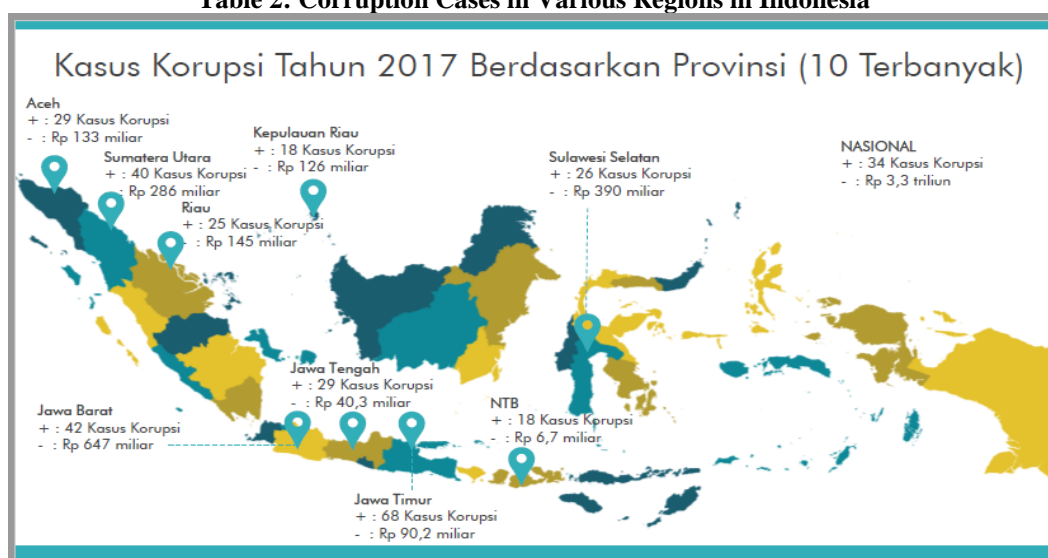 Table 2: Corruption Cases in Various Regions in Indonesia
Kasus Korupsi Tahun 2017 Berdasarkan Provinsi (10 Terbanyak)
Aceh
+ : 29 Kasus Korupsi
- : Rp 133 miliar
Sumatera Utara
+ : 40 Kasus Korupsi
: Rp 286 miliar
Riau
+ : 25 Kasus Korupsi
- : Rp 145 miliar
Kepulauan Riau
+ : 18 Kasus Korupsi
- : Rp 126 miliar
Sulawesi Selatan
+ : 26 Kasus Korupsi
- : Rp 390 miliar
NASIONAL
+ : 34 Kasus Korupsi
- : Rp 3,3 triliun
Jawa Barat
+ : 42 Kasus Korupsi
- : Rp 647 miliar
Jawa Tengah
+ : 29 Kasus Korupsi
- : Rp 40,3 miliar
NTB
+ : 18 Kasus Korupsi
- : Rp 6,7 miliar
Jawa Timur
+ : 68 Kasus Korupsi
- : Rp 90,2 miliar